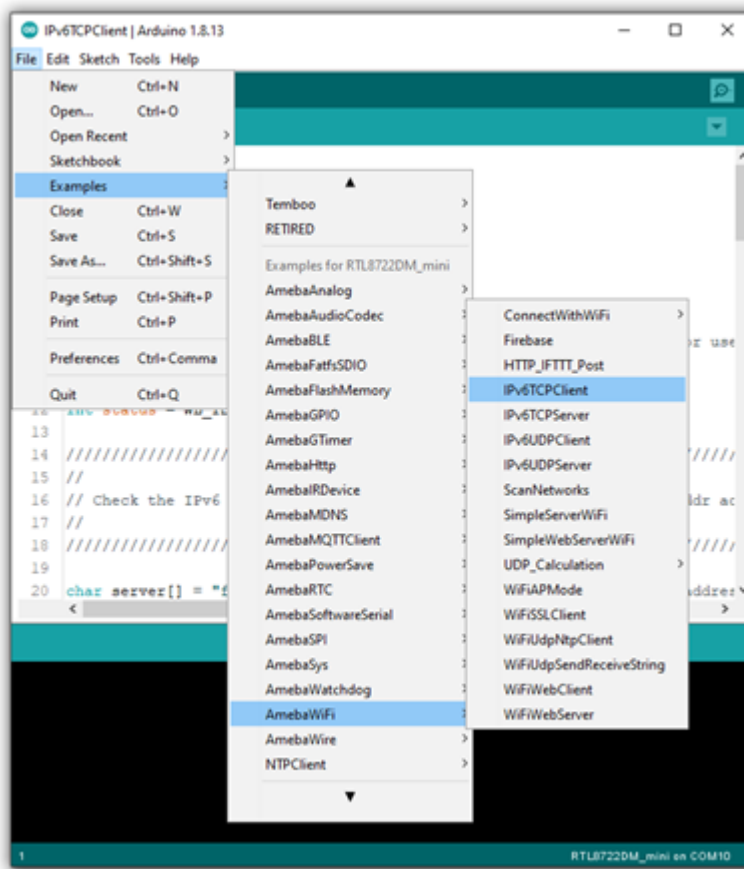 IPv6TCPClient | Arduino 1.8.13
File Edit Sketch Tools Help
New Ctrl+N
Open... Ctrl+O
Open Recent
Sketchbook
Examples
Close Ctrl+W
Save Ctrl+S
Save As... Ctrl+Shift+S
Page Setup Ctrl+Shift+P
Print Ctrl+P
Preferences Ctrl+Comma
Quit Ctrl+Q
Temboo
RETIRED
Examples for RTL8722DM_mini
AmebaAnalog
AmebaAudioCodec
AmebaBLE
AmebaFatfsSDIO
AmebaFlashMemory
AmebaGPIO
AmebaGTimer
AmebaHttp
AmebaIRDevice
AmebaMDNS
AmebaMQTTClient
AmebaPowerSave
AmebaRTC
AmebaSoftwareSerial
AmebaSPI
AmebaSys
AmebaWatchdog
AmebaWiFi
AmebaWire
NTPClient
ConnectWithWiFi
Firebase
HTTP_IFTTT_Post
IPv6TCPClient
IPv6TCPServer
IPv6UDPClient
IPv6UDPServer
ScanNetworks
SimpleServerWiFi
SimpleWebServerWiFi
UDP_Calculation
WiFiAPMode
WiFiSSLClient
WiFiUdpNtpClient
WiFiUdpSendReceiveString
WiFiWebClient
WiFiWebServer
or use
12 int status =
13
14 //////////////////
15 //
16 // Check the IPv6
17 //
18 //////////////////
19
20 char server[] = "f
1
RTL8722DM_mini on COM10